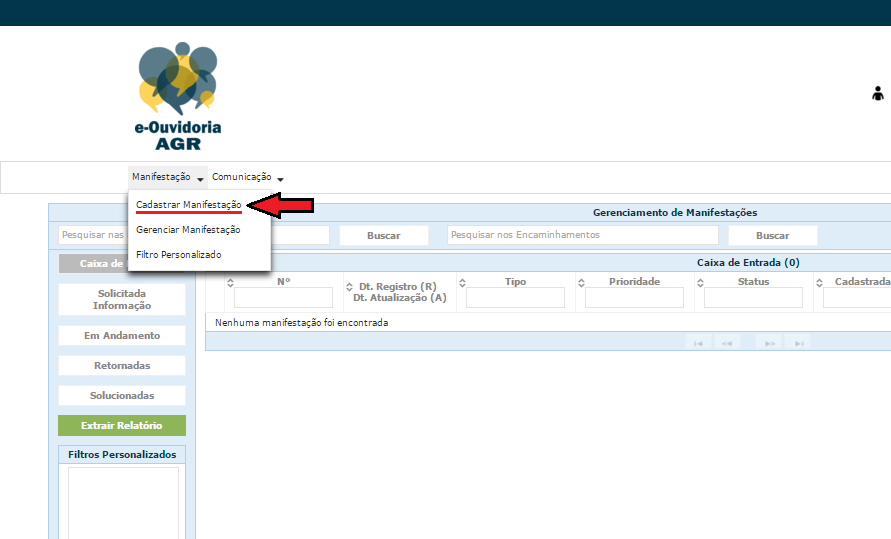 e-Ouvidoria
AGR
Manifestação
Comunicação
Cadastrar Manifestação
Gerenciar Manifestação
Filtro Personalizado
Gerenciamento de Manifestações
Pesquisar nas
Buscar
Pesquisar nos Encaminhamentos
Buscar
Caixa de
Caixa de Entrada (0)
Solicitada
Informação
Em Andamento
Retornadas
Solucionadas
Extrair Relatório
Filtros Personalizados
Nº
Dt. Registro (R)
Dt. Atualização (A)
Tipo
Prioridade
Status
Cadastrada
Nenhuma manifestação foi encontrada